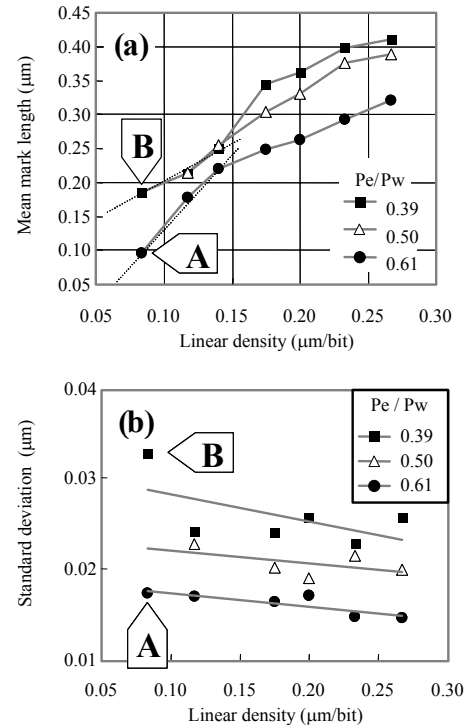 0.45
(a)
0.40
0.35
0.30
0.25
0.20
0.15
0.10
0.05
Mean mark length (μm)
B
A
Pe/Pw
0.39
0.50
0.61
0.05 0.10 0.15 0.20 0.25 0.30
Linear density (μm/bit)
0.04
(b)
0.03
0.02
0.01
Standard deviation (μm)
B
A
Pe / Pw
0.39
0.50
0.61
0.05 0.10 0.15 0.20 0.25 0.30
Linear density (μm/bit)